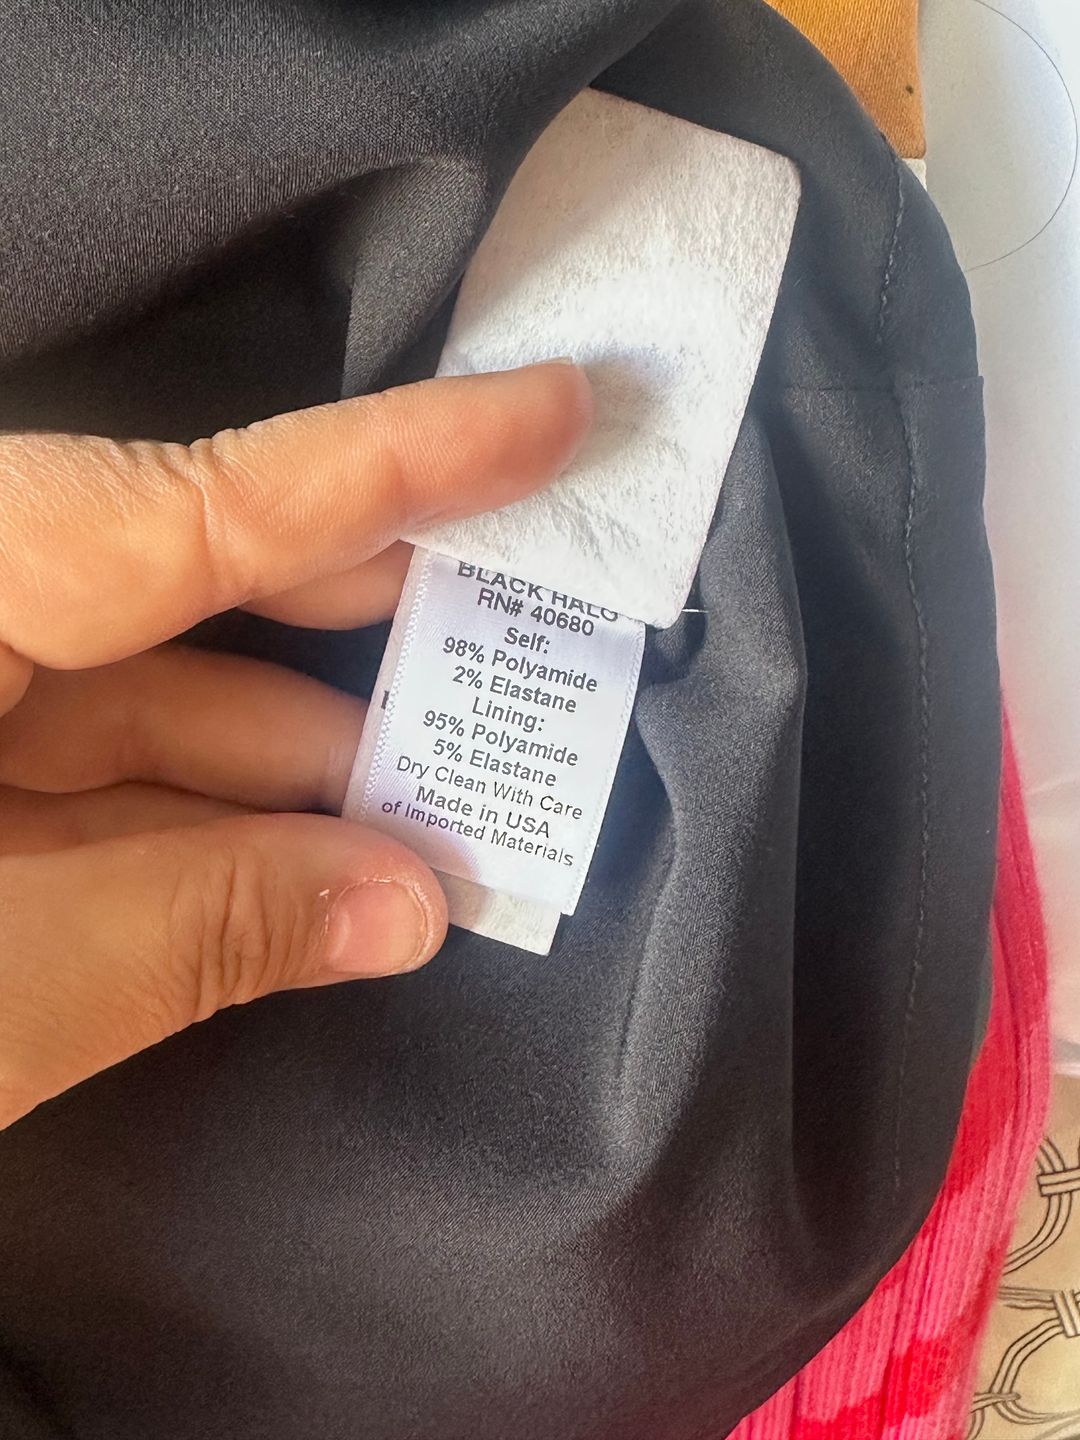 BLACK HALO
RN# 40680
Self:
98% Polyamide
2% Elastane
Lining:
95% Polyamide
5% Elastane
Dry Clean With Care
Made in USA
of Imported Materials